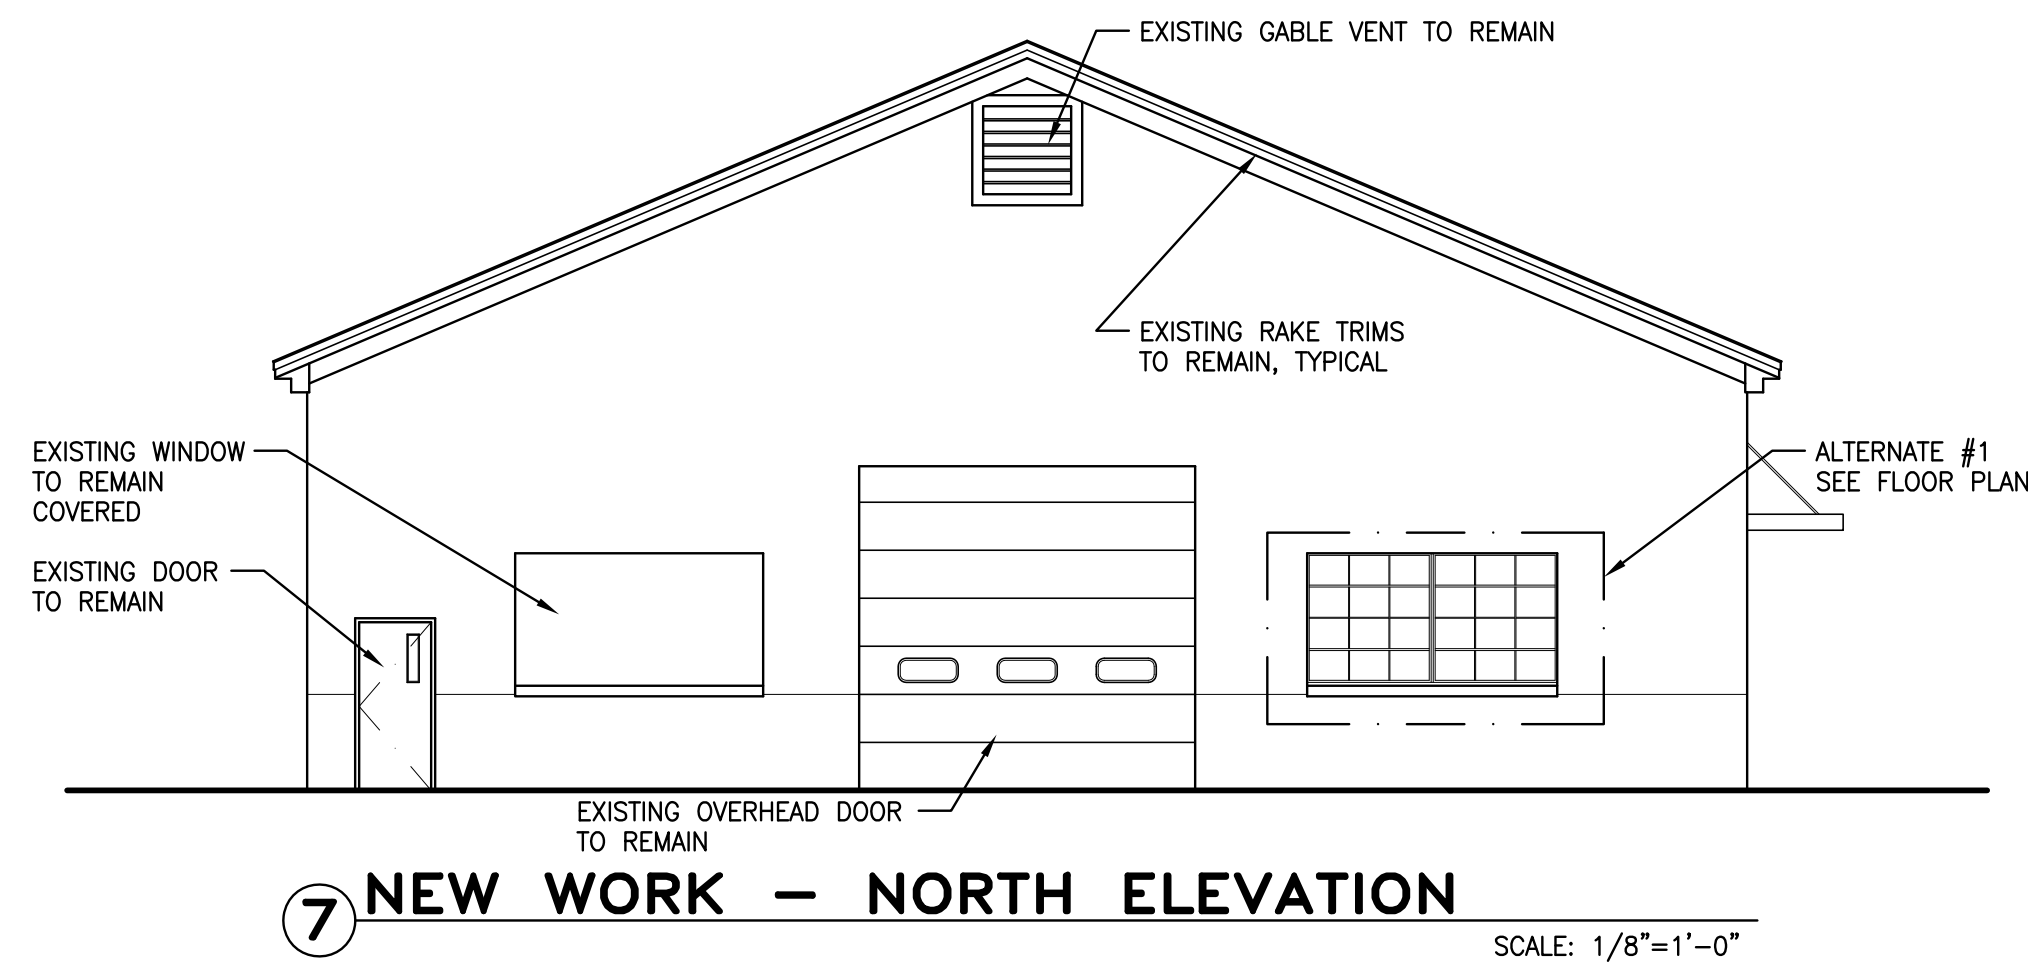 EXISTING GABLE VENT TO REMAIN
EXISTING RAKE TRIMS
TO REMAIN, TYPICAL
EXISTING WINDOW
TO REMAIN
COVERED
ALTERNATE #1
SEE FLOOR PLAN
EXISTING DOOR
TO REMAIN
EXISTING OVERHEAD DOOR
TO REMAIN
7 NEW WORK – NORTH ELEVATION
SCALE: 1/8"=1'-0"